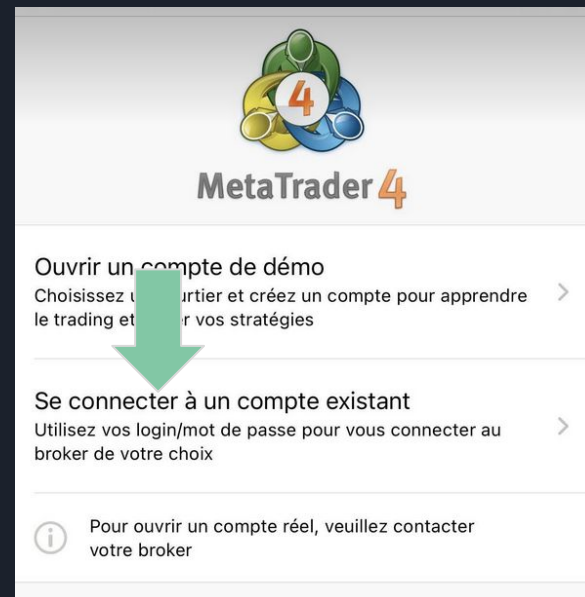 4
MetaTrader 4
Ouvrir un compte de démo
Choisissez courtier et créez un compte pour apprendre
le trading et vos stratégies
Se connecter à un compte existant
Utilisez vos login/mot de passe pour vous connecter au
broker de votre choix
Pour ouvrir un compte réel, veuillez contacter
votre broker